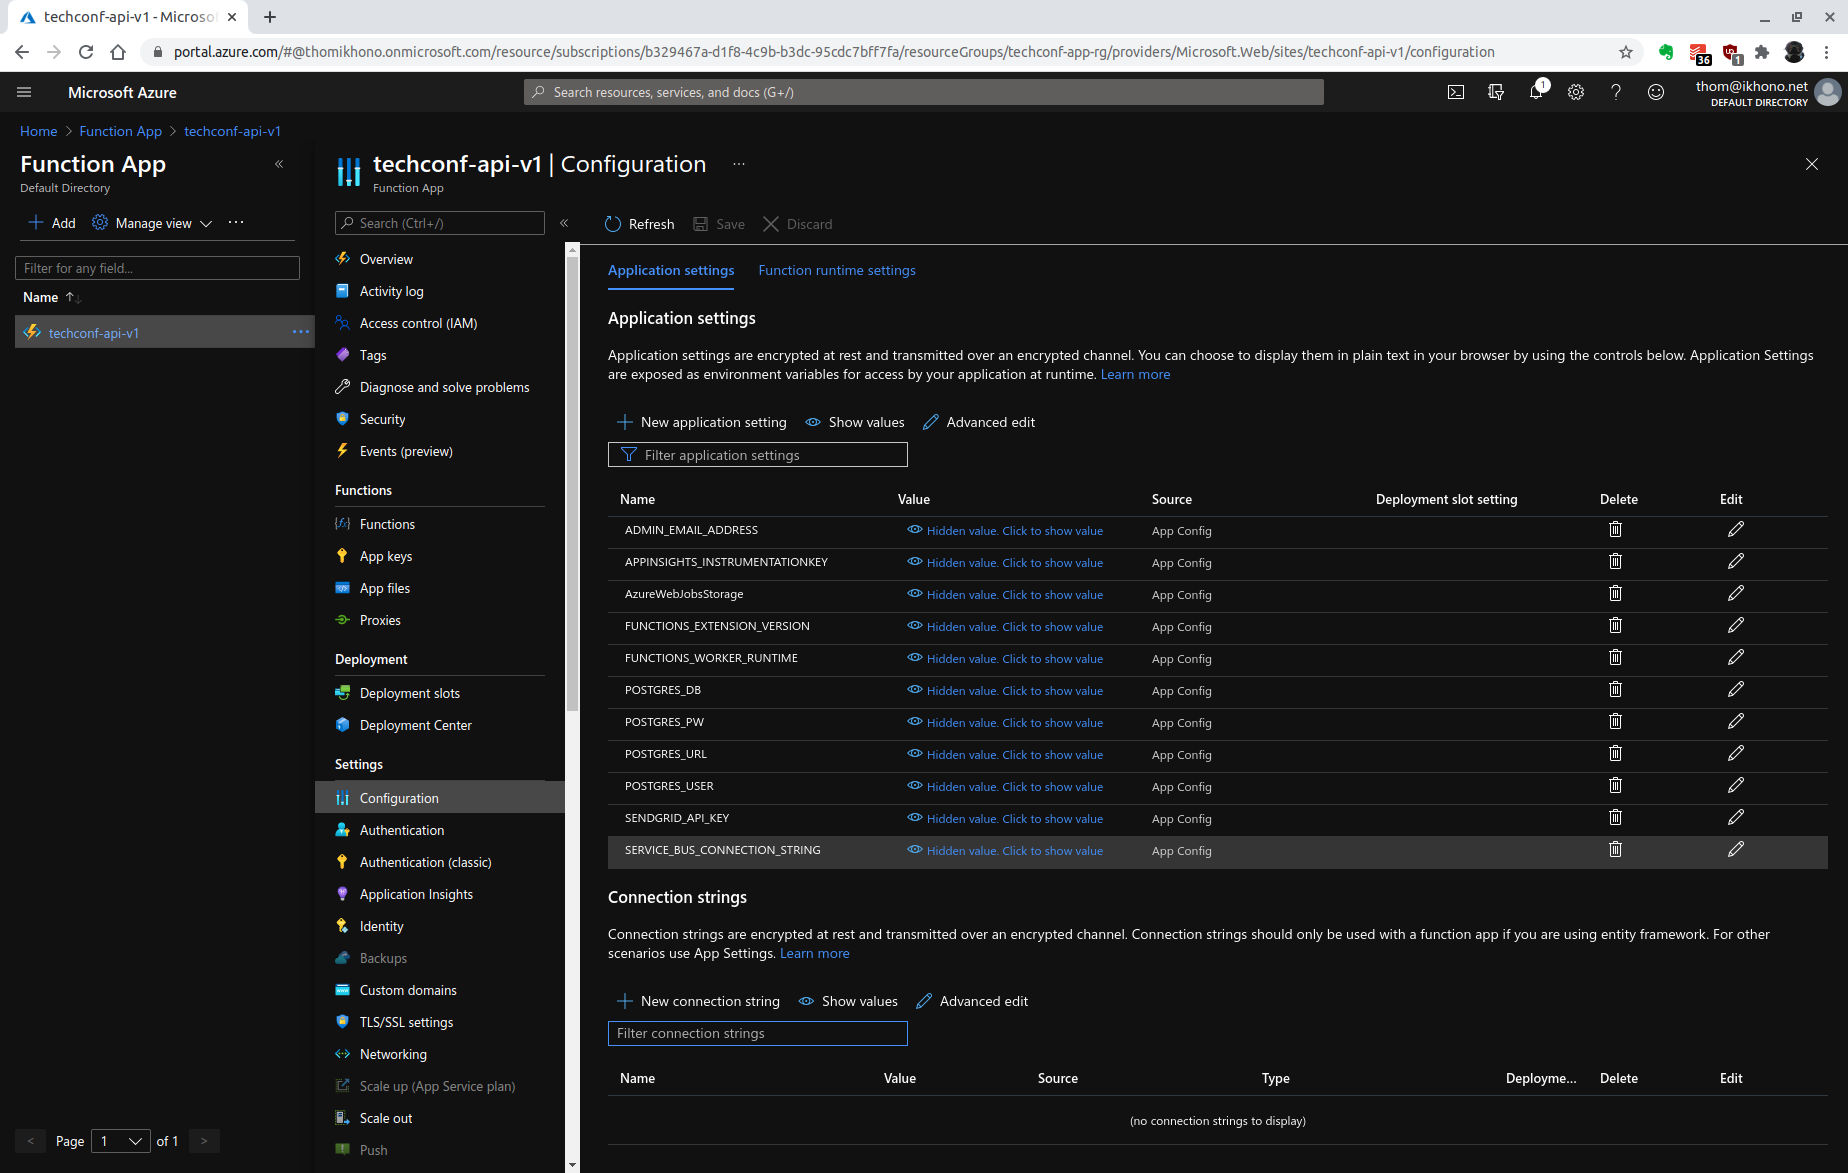 techconf-api-v1 - Microso
portal.azure.com/#@thomikhono.onmicrosoft.com/resource/subscriptions/b329467a-d1f8-4c9b-b3dc-95cdc7bff7fa/resourceGroups/techconf-app-rg/providers/Microsoft.Web/sites/techconf-api-v1/configuration
36
1
Microsoft Azure
Search resources, services, and docs (G+/)
1
thom@ikhono.net
DEFAULT DIRECTORY
Home > Function App > techconf-api-v1
Function App
Default Directory
Add
Manage view
Filter for any field...
Name
techconf-api-v1
Page 1 of 1
techconf-api-v1 | Configuration
Function App
Search (Ctrl+/)
Overview
Activity log
Access control (IAM)
Tags
Diagnose and solve problems
Security
Events (preview)
Functions
Functions
App keys
App files
Proxies
Deployment
Deployment slots
Deployment Center
Settings
Configuration
Authentication
Authentication (classic)
Application Insights
Identity
Backups
Custom domains
TLS/SSL settings
Networking
Scale up (App Service plan)
Scale out
Push
Refresh Save Discard
Application settings Function runtime settings
Application settings
Application settings are encrypted at rest and transmitted over an encrypted channel. You can choose to display them in plain text in your browser by using the controls below. Application Settings
are exposed as environment variables for access by your application at runtime. Learn more
New application setting Show values Advanced edit
Filter application settings
Name Value Source Deployment slot setting Delete Edit
ADMIN_EMAIL_ADDRESS Hidden value. Click to show value App Config
APPINSIGHTS_INSTRUMENTATIONKEY Hidden value. Click to show value App Config
AzureWebJobsStorage Hidden value. Click to show value App Config
FUNCTIONS_EXTENSION_VERSION Hidden value. Click to show value App Config
FUNCTIONS_WORKER_RUNTIME Hidden value. Click to show value App Config
POSTGRES_DB Hidden value. Click to show value App Config
POSTGRES_PW Hidden value. Click to show value App Config
POSTGRES_URL Hidden value. Click to show value App Config
POSTGRES_USER Hidden value. Click to show value App Config
SENDGRID_API_KEY Hidden value. Click to show value App Config
SERVICE_BUS_CONNECTION_STRING Hidden value. Click to show value App Config
Connection strings
Connection strings are encrypted at rest and transmitted over an encrypted channel. Connection strings should only be used with a function app if you are using entity framework. For other
scenarios use App Settings. Learn more
New connection string Show values Advanced edit
Filter connection strings
Name Value Source Type Deployme... Delete Edit
(no connection strings to display)